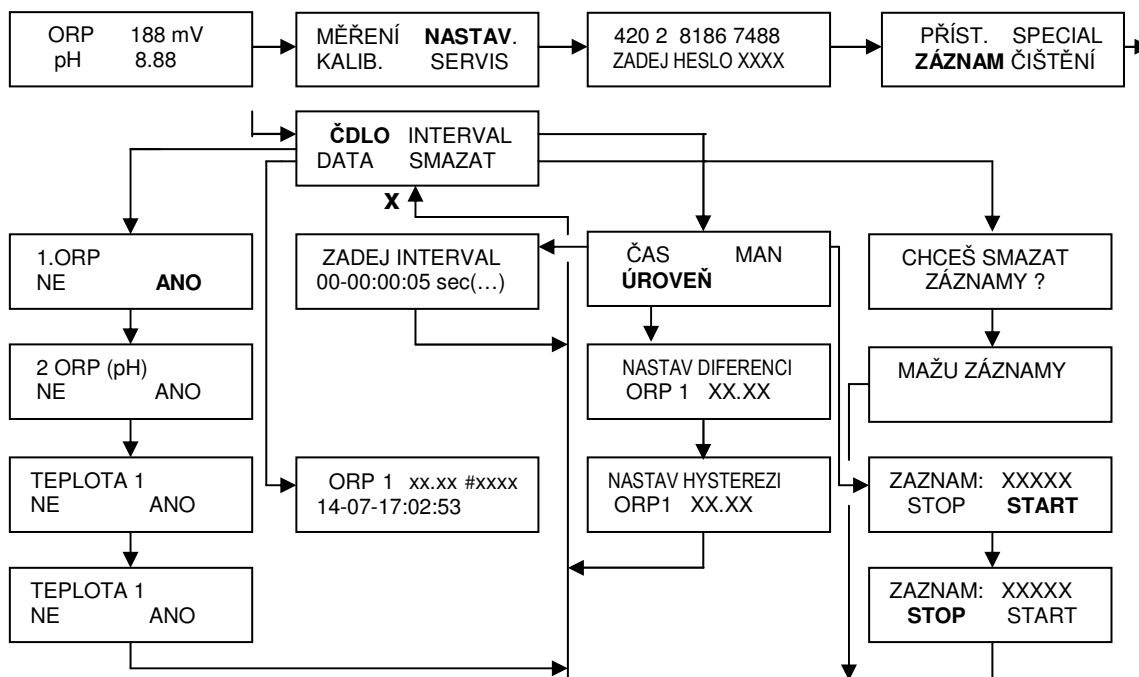 ORP 188 mV
pH 8.88
MĚŘENÍ NASTAV.
KALIB. SERVIS
420 2 8186 7488
ZADEJ HESLO XXXX
PŘÍST. SPECIAL
ZÁZNAM ČIŠTĚNÍ
ČDLO INTERVAL
DATA SMAZAT
X
1.ORP
NE ANO
ZADEJ INTERVAL
00-00:00:05 sec(…)
ČAS MAN
ÚROVEŇ
CHCEŠ SMAZAT
ZÁZNAMY ?
2 ORP (pH)
NE ANO
NASTAV DIFERENCI
ORP 1 XX.XX
MAŽU ZÁZNAMY
TEPLOTA 1
NE ANO
ORP 1 xx.xx #xxxx
14-07-17:02:53
NASTAV HYSTEREZI
ORP1 XX.XX
ZAZNAM: XXXXX
STOP START
TEPLOTA 1
NE ANO
ZAZNAM: XXXXX
STOP START